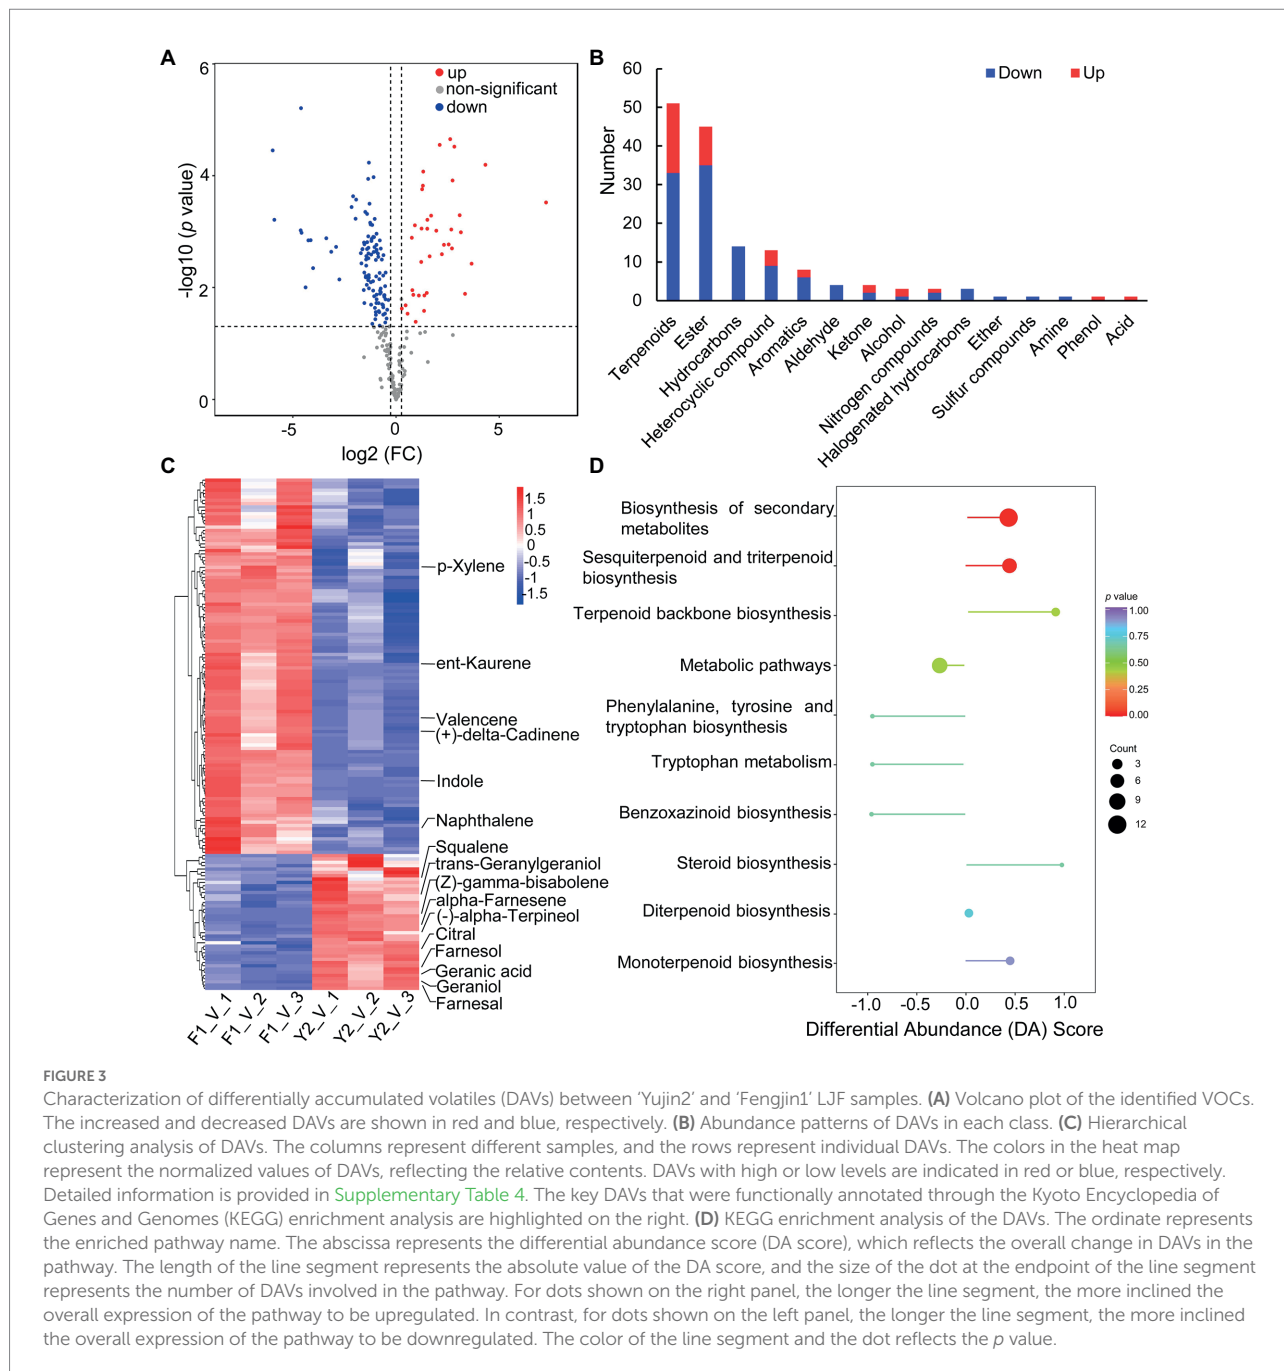 A
6
4
2
0
-log10 (p value)
up
non-significant
down
-5
0
5
log2 (FC)
B
60
50
40
30
20
10
0
Number
Down
Up
Terpenoids
Ester
Hydrocarbons
Heterocyclic compound
Aromatics
Aldehyde
Ketone
Alcohol
Nitrogen compounds
Halogenated hydrocarbons
Ether
Sulfur compounds
Amine
Phenol
Acid
C
1.5
1
0.5
0
-0.5
-1
-1.5
p-Xylene
ent-Kaurene
Valencene
(+)-delta-Cadinene
Indole
Naphthalene
Squalene
trans-Geranylgeraniol
(Z)-gamma-bisabolene
alpha-Farnesene
(-)-alpha-Terpineol
Citral
Farnesol
Geranic acid
Geraniol
Farnesal
F1_V_1
F1_V_2
F1_V_3
Y2_V_1
Y2_V_2
Y2_V_3
D
Biosynthesis of secondary
metabolites
Sesquiterpenoid and triterpenoid
biosynthesis
Terpenoid backbone biosynthesis
Metabolic pathways
Phenylalanine, tyrosine and
tryptophan biosynthesis
Tryptophan metabolism
Benzoxazinoid biosynthesis
Steroid biosynthesis
Diterpenoid biosynthesis
Monoterpenoid biosynthesis
-1.0
-0.5
0.0
0.5
1.0
Differential Abundance (DA) Score
p value
1.00
0.75
0.50
0.25
0.00
Count
3
6
9
12
FIGURE 3
Characterization of differentially accumulated volatiles (DAVs) between ‘Yujin2’ and ‘Fengjin1’ LJF samples. (A) Volcano plot of the identified VOCs.
The increased and decreased DAVs are shown in red and blue, respectively. (B) Abundance patterns of DAVs in each class. (C) Hierarchical
clustering analysis of DAVs. The columns represent different samples, and the rows represent individual DAVs. The colors in the heat map
represent the normalized values of DAVs, reflecting the relative contents. DAVs with high or low levels are indicated in red or blue, respectively.
Detailed information is provided in Supplementary Table 4. The key DAVs that were functionally annotated through the Kyoto Encyclopedia of
Genes and Genomes (KEGG) enrichment analysis are highlighted on the right. (D) KEGG enrichment analysis of the DAVs. The ordinate represents
the enriched pathway name. The abscissa represents the differential abundance score (DA score), which reflects the overall change in DAVs in the
pathway. The length of the line segment represents the absolute value of the DA score, and the size of the dot at the endpoint of the line segment
represents the number of DAVs involved in the pathway. For dots shown on the right panel, the longer the line segment, the more inclined the
overall expression of the pathway to be upregulated. In contrast, for dots shown on the left panel, the longer the line segment, the more inclined
the overall expression of the pathway to be downregulated. The color of the line segment and the dot reflects the p value.